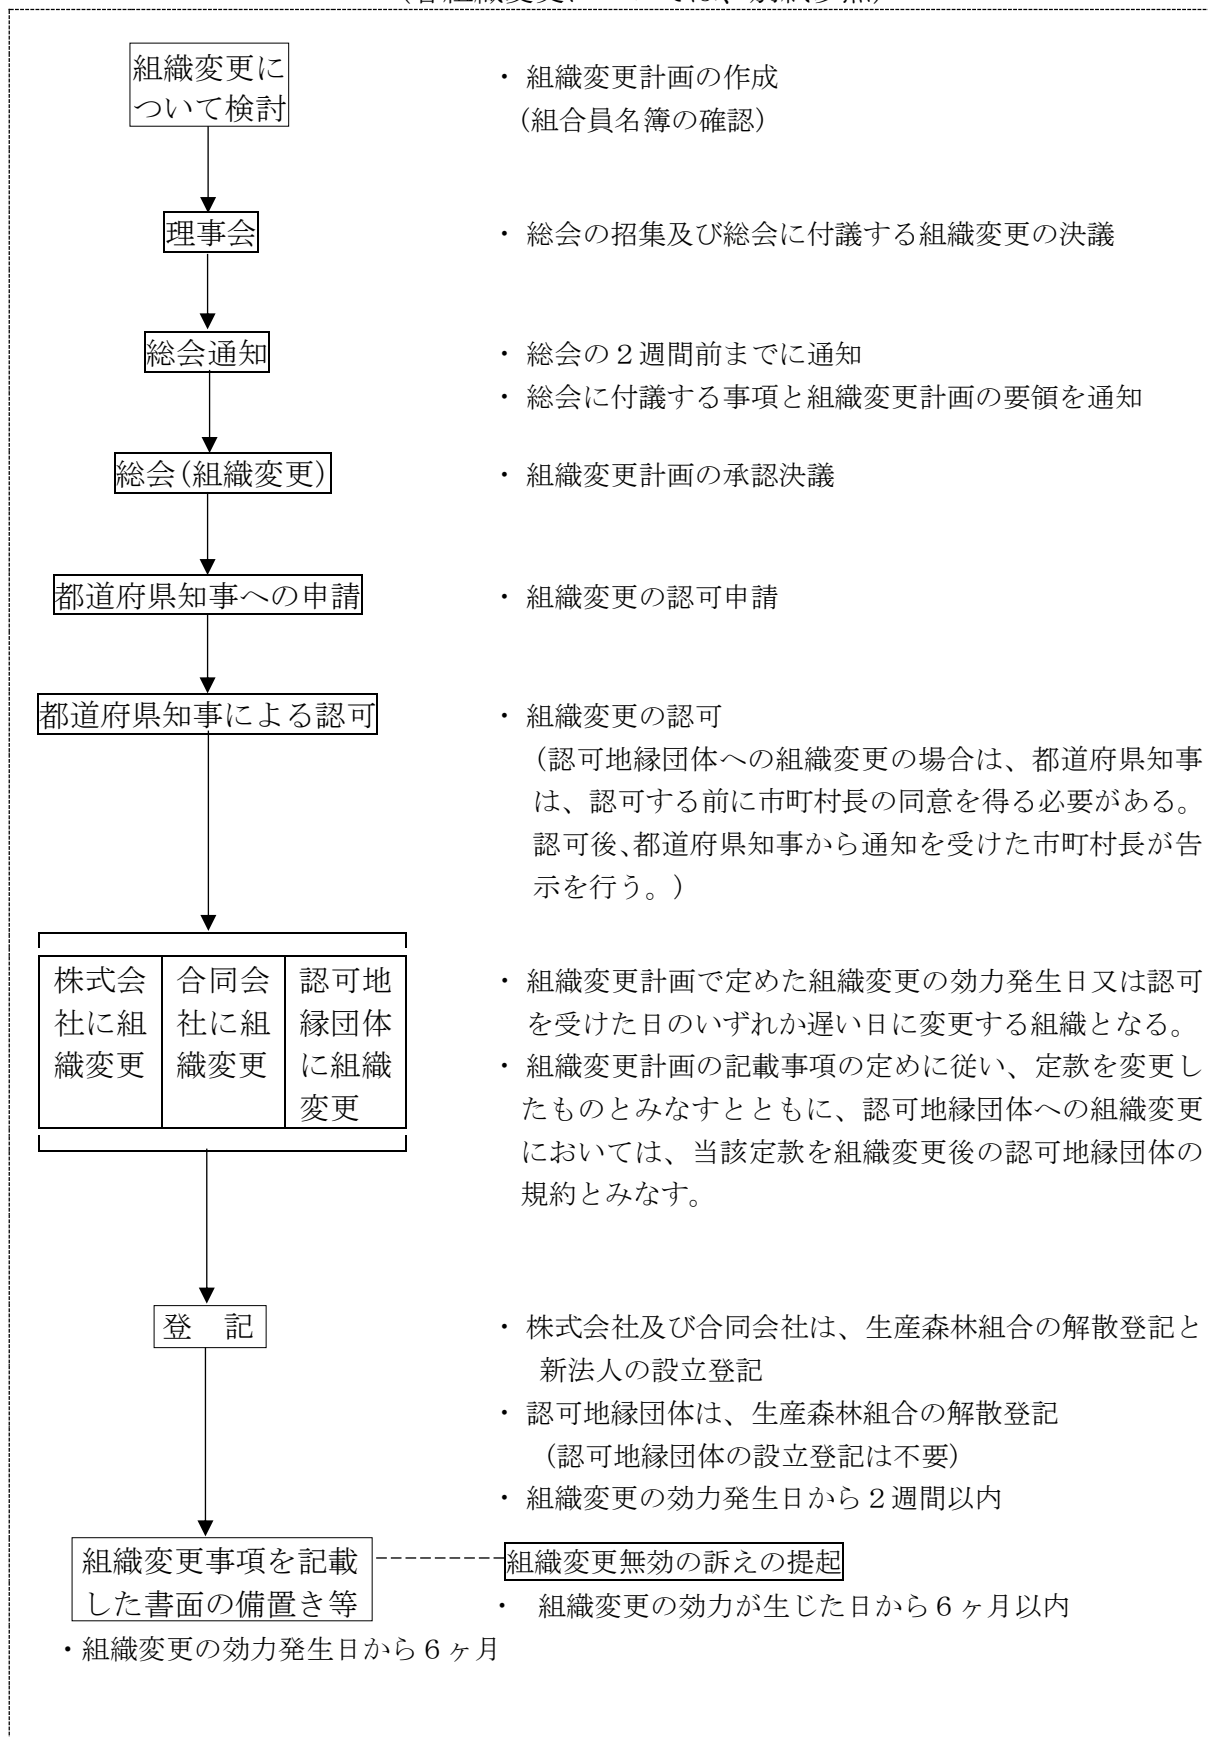 組織変更に
ついて検討
・ 組織変更計画の作成
(組合員名簿の確認)
理事会
・ 総会の招集及び総会に付議する組織変更の決議
総会通知
・ 総会の２週間前までに通知
・ 総会に付議する事項と組織変更計画の要領を通知
総会(組織変更)
・ 組織変更計画の承認決議
都道府県知事への申請
・ 組織変更の認可申請
都道府県知事による認可
・ 組織変更の認可
(認可地縁団体への組織変更の場合は、都道府県知事
は、認可する前に市町村長の同意を得る必要がある。
認可後、都道府県知事から通知を受けた市町村長が告
示を行う。)
株式会
社に組
織変更
合同会
社に組
織変更
認可地
縁団体
に組織
変更
・ 組織変更計画で定めた組織変更の効力発生日又は認可
を受けた日のいずれか遅い日に変更する組織となる。
・ 組織変更計画の記載事項の定めに従い、定款を変更し
たものとみなすとともに、認可地縁団体への組織変更
においては、当該定款を組織変更後の認可地縁団体の
規約とみなす。
登　記
・ 株式会社及び合同会社は、生産森林組合の解散登記と
新法人の設立登記
・ 認可地縁団体は、生産森林組合の解散登記
(認可地縁団体の設立登記は不要)
・ 組織変更の効力発生日から２週間以内
組織変更事項を記載
した書面の備置き等
組織変更無効の訴えの提起
・　組織変更の効力が生じた日から６ヶ月以内
・組織変更の効力発生日から６ヶ月